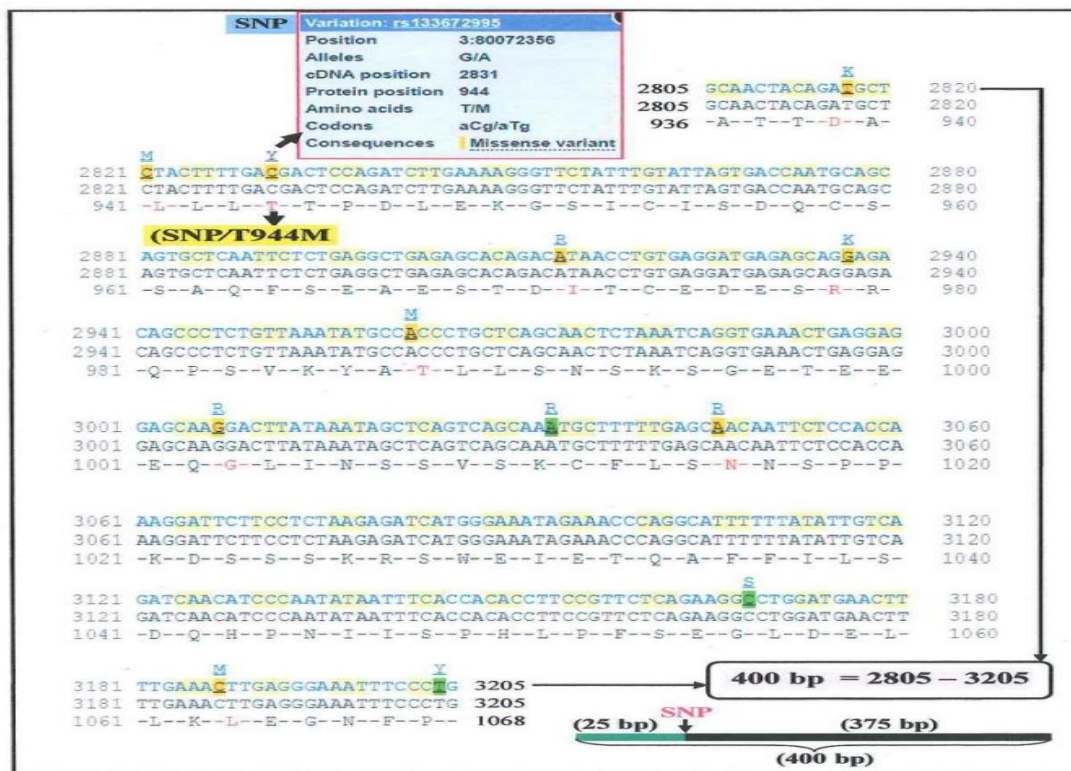 SNP
Variation: rs133672995
Position 3:80072356
Alleles G/A
cDNA position 2831
Protein position 944
Amino acids T/M
Codons aCg/aTg
Consequences Missense variant
K
2805 GCAACTACAGATGCT 2820
2805 GCAACTACAGATGCT 2820
936 -A--T--T--D--A- 940
M Y
2821 CTACTTTTGACGACTCCAGATCTTGAAAAGGGTTCTATTTGTATTAGTGACCAATGCAGC 2880
2821 CTACTTTTGACGACTCCAGATCTTGAAAAGGGTTCTATTTGTATTAGTGACCAATGCAGC 2880
941 -L--L--L--T--T--P--D--L--E--K--G--S--I--C--I--S--D--Q--C--S- 960
(SNP/T944M
R K
2881 AGTGCTCAATTCTCTGAGGCTGAGAGCACAGACATAACCTGTGAGGATGAGAGCAGGAGA 2940
2881 AGTGCTCAATTCTCTGAGGCTGAGAGCACAGACATAACCTGTGAGGATGAGAGCAGGAGA 2940
961 -S--A--Q--F--S--E--A--E--S--T--D--I--T--C--E--D--E--S--R--R- 980
M
2941 CAGCCCTCTGTTAAATATGCCACCCTGCTCAGCAACTCTAAATCAGGTGAAACTGAGGAG 3000
2941 CAGCCCTCTGTTAAATATGCCACCCTGCTCAGCAACTCTAAATCAGGTGAAACTGAGGAG 3000
981 -Q--P--S--V--K--Y--A--T--L--L--S--N--S--K--S--G--E--T--E--E- 1000
R R R
3001 GAGCAAGGACTTATAAATAGCTCAGTCAGCAAATGCTTTTTGAGCAACAATTCTCCACCA 3060
3001 GAGCAAGGACTTATAAATAGCTCAGTCAGCAAATGCTTTTTGAGCAACAATTCTCCACCA 3060
1001 -E--Q--G--L--I--N--S--S--V--S--K--C--F--L--S--N--N--S--P--P- 1020
3061 AAGGATTCTTCCTCTAAGAGATCATGGGAAATAGAAACCCAGGCATTTTTTATATTGTCA 3120
3061 AAGGATTCTTCCTCTAAGAGATCATGGGAAATAGAAACCCAGGCATTTTTTATATTGTCA 3120
1021 -K--D--S--S--S--K--R--S--W--E--I--E--T--Q--A--F--F--I--L--S- 1040
S
3121 GATCAACATCCCAATATAATTTCACCACACCTTCCGTTCTCAGAAGGCCTGGATGAACTT 3180
3121 GATCAACATCCCAATATAATTTCACCACACCTTCCGTTCTCAGAAGGCCTGGATGAACTT 3180
1041 -D--Q--H--P--N--I--I--S--P--H--L--P--F--S--E--G--L--D--E--L- 1060
M Y
3181 TTGAAACTTGAGGGAAATTTCCCTG 3205
3181 TTGAAACTTGAGGGAAATTTCCCTG 3205
1061 -L--K--L--E--G--N--F--P-- 1068
400 bp = 2805 – 3205
SNP
(25 bp) (375 bp)
(400 bp)